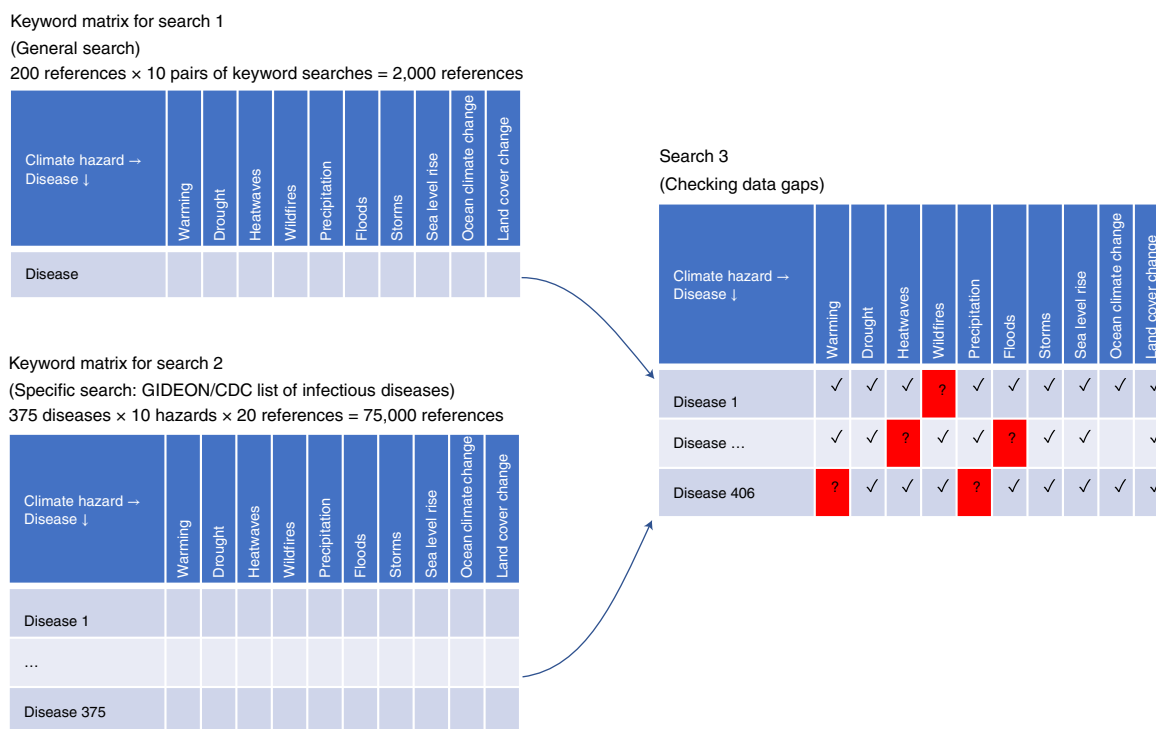 Keyword matrix for search 1
(General search)
200 references × 10 pairs of keyword searches = 2,000 references
Climate hazard →
Disease ↓
Warming
Drought
Heatwaves
Wildfires
Precipitation
Floods
Storms
Sea level rise
Ocean climate change
Land cover change
Disease
Keyword matrix for search 2
(Specific search: GIDEON/CDC list of infectious diseases)
375 diseases × 10 hazards × 20 references = 75,000 references
Climate hazard →
Disease ↓
Warming
Drought
Heatwaves
Wildfires
Precipitation
Floods
Storms
Sea level rise
Ocean climate change
Land cover change
Disease 1
...
Disease 375
Search 3
(Checking data gaps)
Climate hazard →
Disease ↓
Warming
Drought
Heatwaves
Wildfires
Precipitation
Floods
Storms
Sea level rise
Ocean climate change
Land cover change
Disease 1 ✓ ✓ ✓ ? ✓ ✓ ✓ ✓ ✓ ✓
Disease ... ✓ ✓ ? ✓ ✓ ? ✓ ✓ ✓
Disease 406 ? ✓ ✓ ✓ ? ✓ ✓ ✓ ✓ ✓